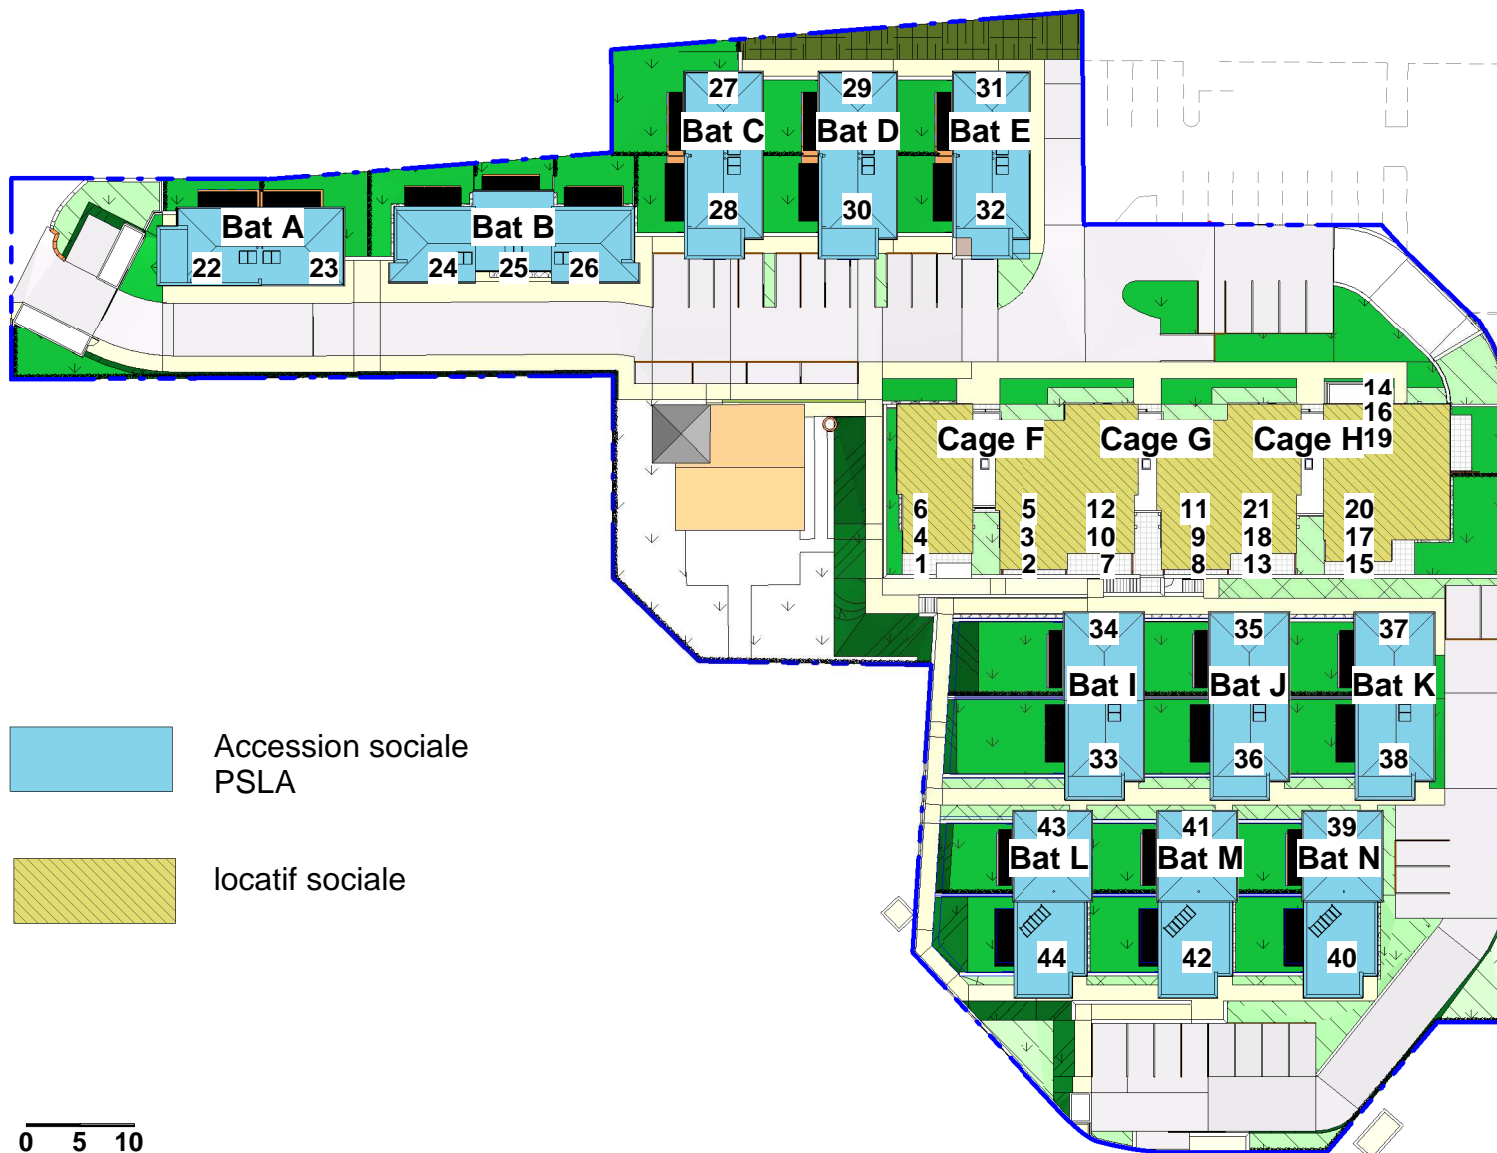 27 29 31
Bat C Bat D Bat E
28 30 32
Bat A Bat B
22 23 24 25 26
14
16
Cage F Cage G Cage H 19
6 5 12 11 21 20
4 3 10 9 18 17
1 2 7 8 13 15
34 35 37
Bat I Bat J Bat K
33 36 38
Accession sociale
PSLA
43 41 39
Bat L Bat M Bat N
locatif sociale
44 42 40
0 5 10